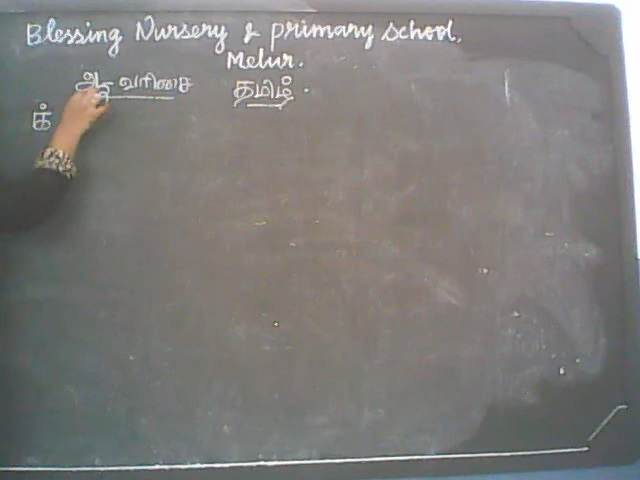 Blessing Nursery & primary school,
Melur.
ஆ வரிசை தமிழ்.
க்